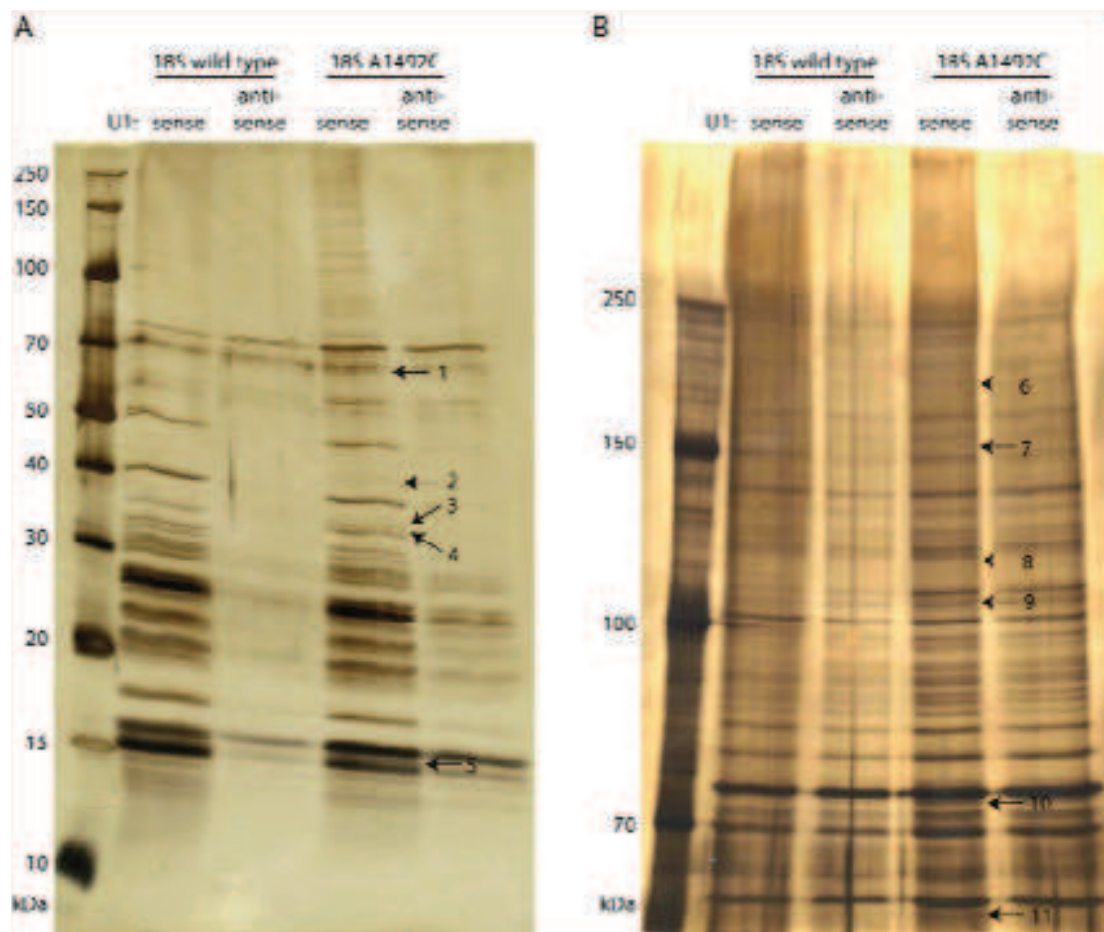 A
18S wild type 18S A1492C
anti- anti-
U1: sense sense sense sense
250
150
100
70
1
50
40
2
3
30
4
20
15
5
10
kDa
B
18S wild type 18S A1492C
anti- anti-
U1: sense sense sense sense
250
6
150
7
8
9
100
10
70
kDa
11